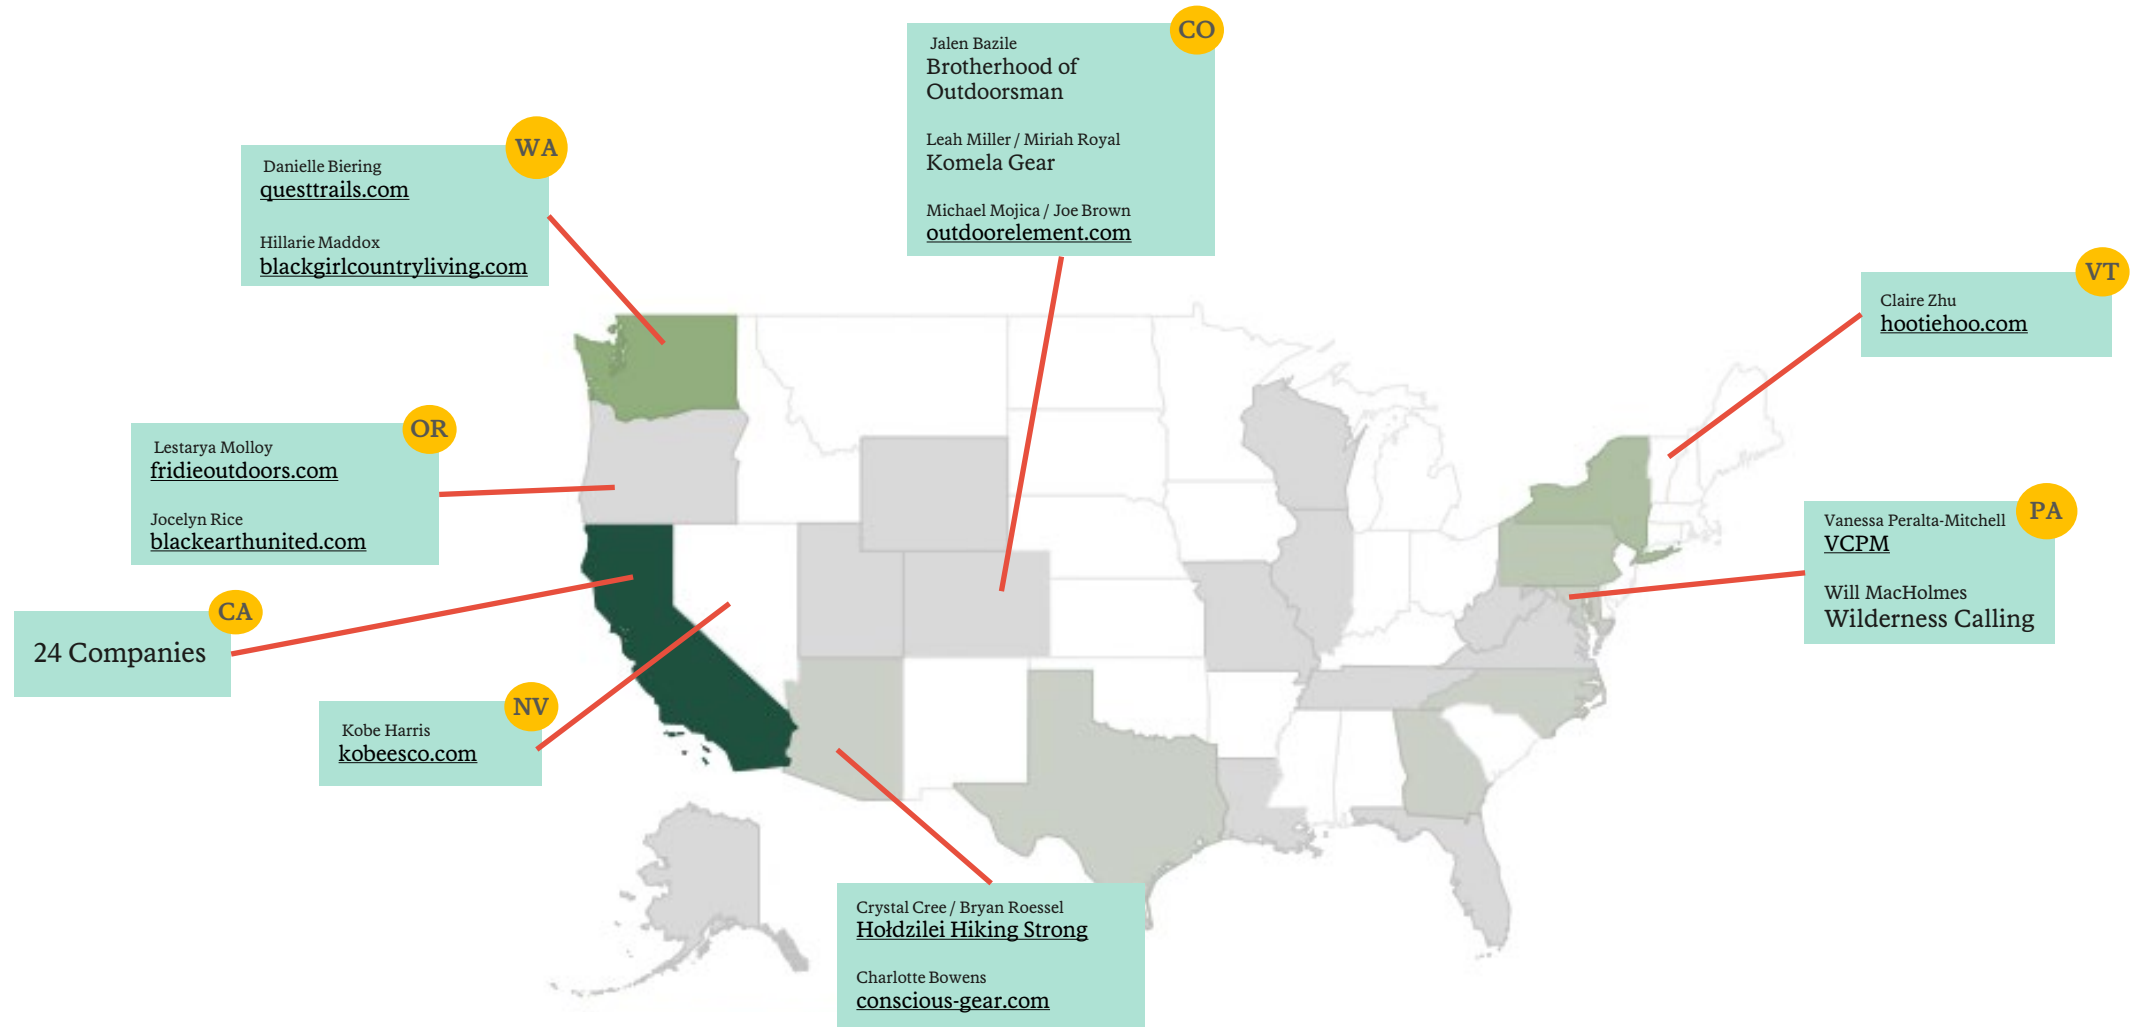 CO
Jalen Bazile
Brotherhood of
Outdoorsman
Leah Miller / Miriah Royal
Komela Gear
Michael Mojica / Joe Brown
outdoorelement.com
WA
Danielle Biering
questtrails.com
Hillarie Maddox
blackgirlcountryliving.com
VT
Claire Zhu
hootiehoo.com
OR
Lestarya Molloy
fridieoutdoors.com
Jocelyn Rice
blackearthunited.com
PA
Vanessa Peralta-Mitchell
VCPM
Will MacHolmes
Wilderness Calling
CA
24 Companies
NV
Kobe Harris
kobeesco.com
Crystal Cree / Bryan Roessel
Hołdzilei Hiking Strong
Charlotte Bowens
conscious-gear.com